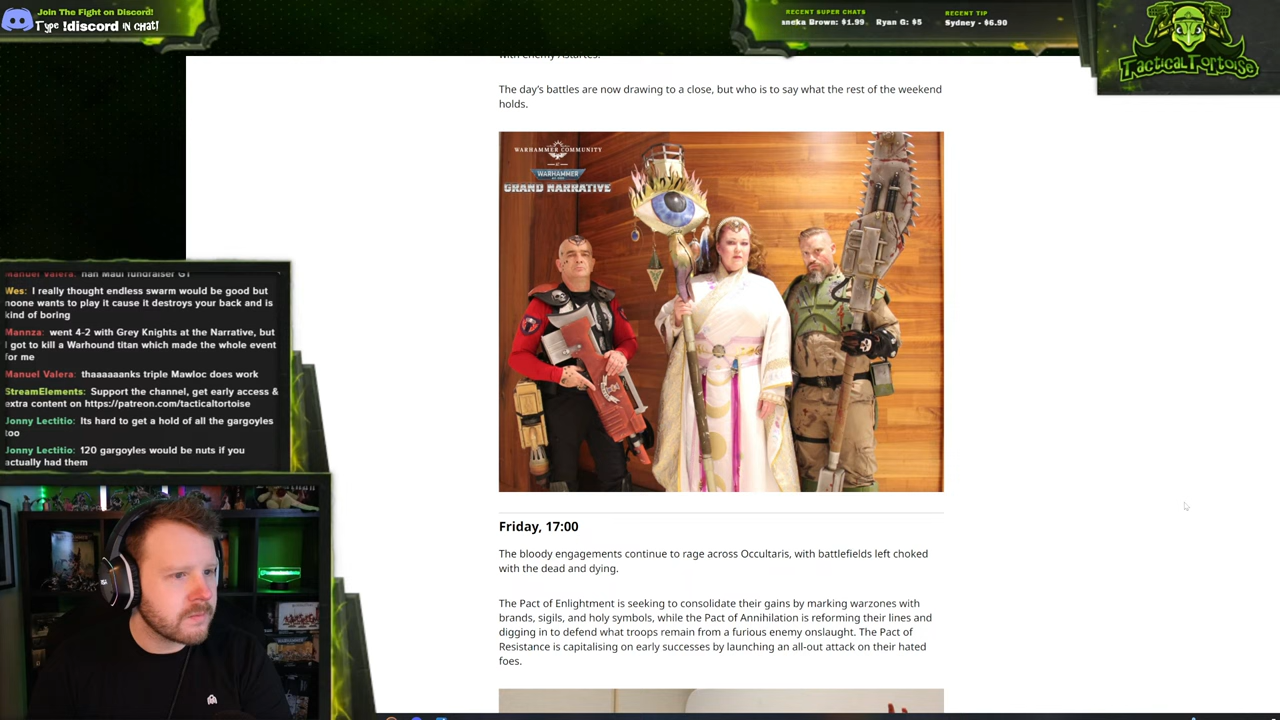 Join The Fight on Discord!
Type !discord in chat!
RECENT SUPER CHATS
sneka Brown: $1.99 Ryan G: $5
RECENT TIP
Sydney - $6.90
TacticalTortoise
The day's battles are now drawing to a close, but who is to say what the rest of the weekend
holds.
WARHAMMER COMMUNITY
WARHAMMER
GRAND NARRATIVE
Manuel Valera: nah Maul fundraiser GT
Wes: I really thought endless swarm would be good but
noone wants to play it cause it destroys your back and is
kind of boring
Mannza: went 4-2 with Grey Knights at the Narrative, but
I got to kill a Warhound titan which made the whole event
for me
Manuel Valera: thaaaaaanks triple Mawloc does work
StreamElements: Support the channel, get early access &
extra content on https://patreon.com/tacticaltortoise
Jonny Lectitio: Its hard to get a hold of all the gargoyles
too
Jonny Lectitio: 120 gargoyles would be nuts if you
actually had them
Friday, 17:00
The bloody engagements continue to rage across Occultaris, with battlefields left choked
with the dead and dying.
The Pact of Enlightment is seeking to consolidate their gains by marking warzones with
brands, sigils, and holy symbols, while the Pact of Annihilation is reforming their lines and
digging in to defend what troops remain from a furious enemy onslaught. The Pact of
Resistance is capitalising on early successes by launching an all-out attack on their hated
foes.